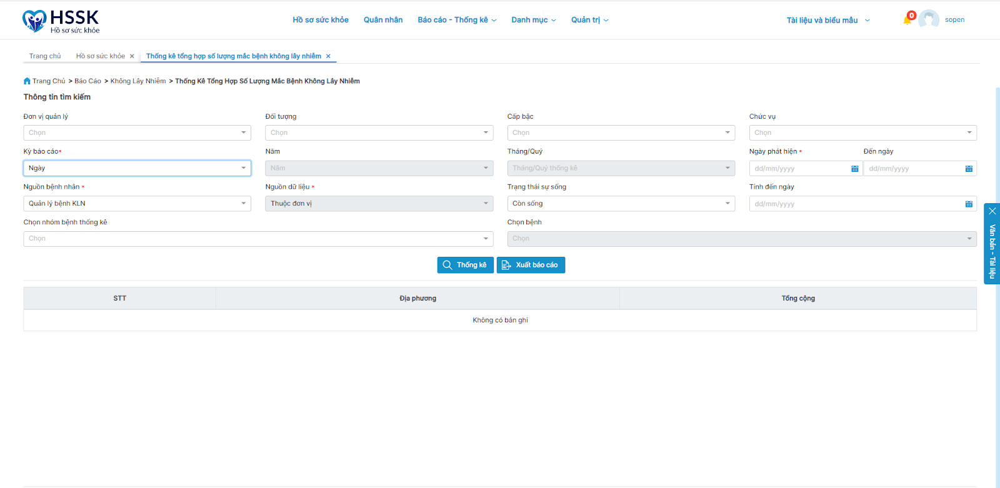 HSSK
Hồ sơ sức khỏe
Hồ sơ sức khỏe Quân nhân Báo cáo - Thống kê Danh mục Quản trị Tài liệu và biểu mẫu 0 sopen
Trang chủ Hồ sơ sức khỏe × Thống kê tổng hợp số lượng mắc bệnh không lây nhiễm ×
Trang Chủ > Báo Cáo > Không Lây Nhiễm > Thống Kê Tổng Hợp Số Lượng Mắc Bệnh Không Lây Nhiễm
Thông tin tìm kiếm
Đơn vị quản lý Đối tượng Cấp bậc Chức vụ
Chọn Chọn Chọn Chọn
Kỳ báo cáo* Năm Tháng/Quý Ngày phát hiện * Đến ngày
Ngày Năm Tháng/Quý thống kê dd/mm/yyyy dd/mm/yyyy
Nguồn bệnh nhân * Nguồn dữ liệu * Trạng thái sự sống Tính đến ngày
Quản lý bệnh KLN Thuộc đơn vị Còn sống dd/mm/yyyy
Chọn nhóm bệnh thống kê Chọn bệnh
Chọn Chọn
Thống kê Xuất báo cáo
STT Địa phương Tổng cộng
Không có bản ghi
Văn bản - Tài liệu